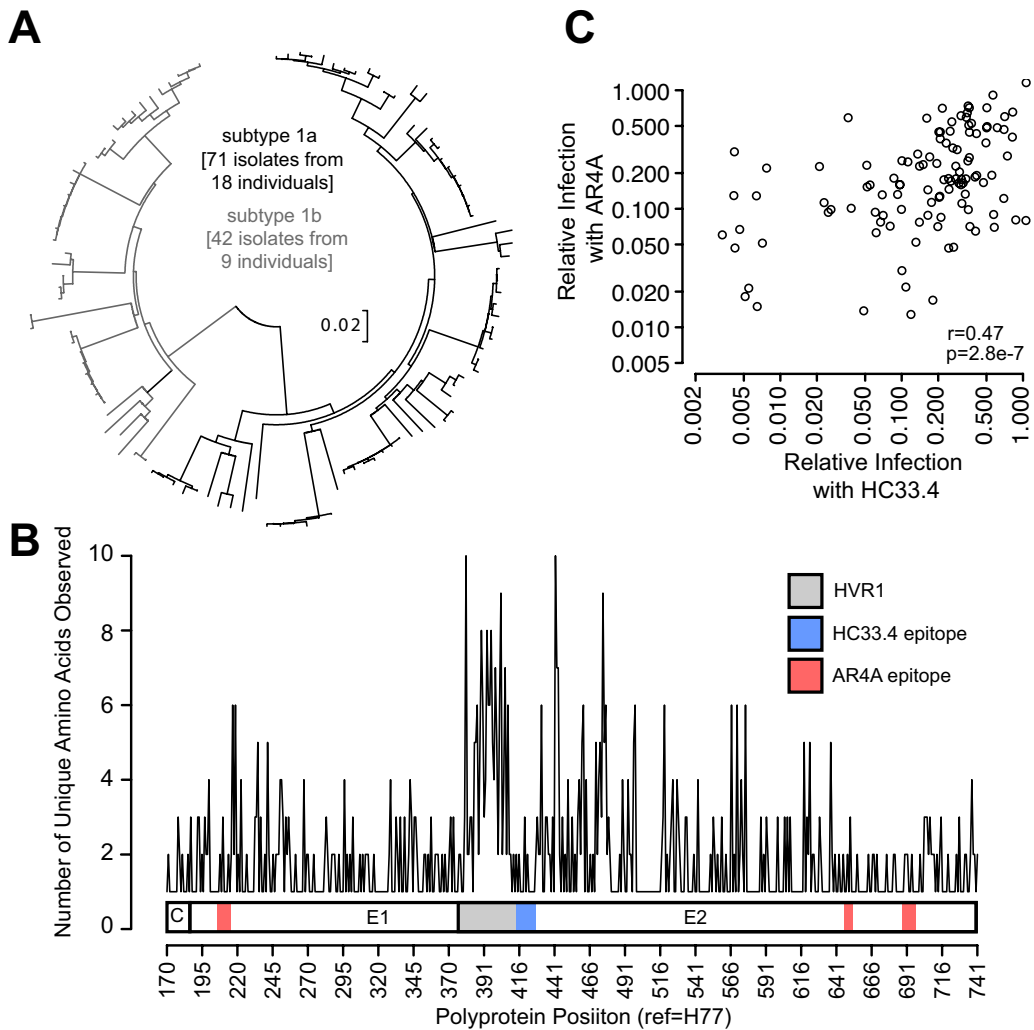 A
subtype 1a
[71 isolates from
18 individuals]
subtype 1b
[42 isolates from
9 individuals]
0.02
C
Relative Infection
with AR4A
1.000
0.500
0.200
0.100
0.050
0.020
0.010
0.005
r=0.47
p=2.8e-7
0.002
0.005
0.010
0.020
0.050
0.100
0.200
0.500
1.000
Relative Infection
with HC33.4
B
Number of Unique Amino Acids Observed
10
8
6
4
2
0
HVR1
HC33.4 epitope
AR4A epitope
C
E1
E2
170
195
220
245
270
295
320
345
370
391
416
441
466
491
516
541
566
591
616
641
666
691
716
741
Polyprotein Posiiton (ref=H77)